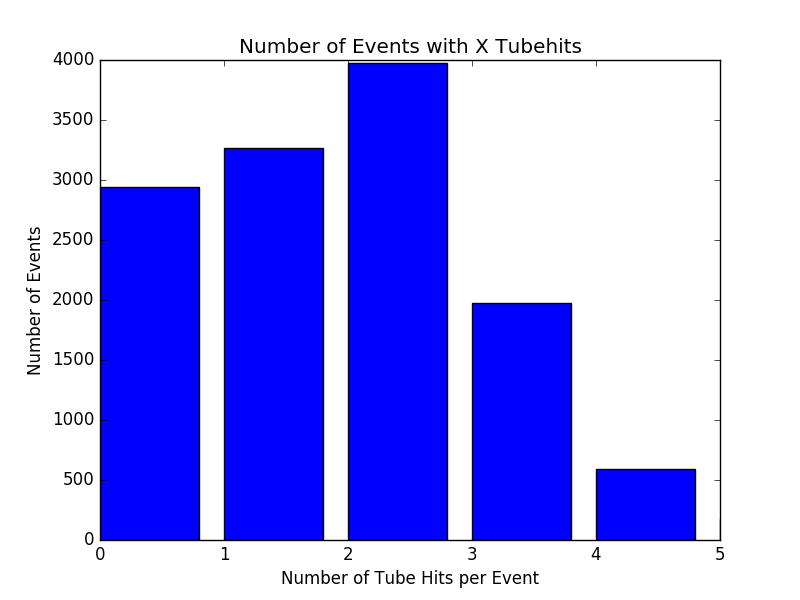 Number of Events with X Tubehits
4000
3500
3000
2500
2000
1500
1000
500
0
Number of Events
0 1 2 3 4 5
Number of Tube Hits per Event